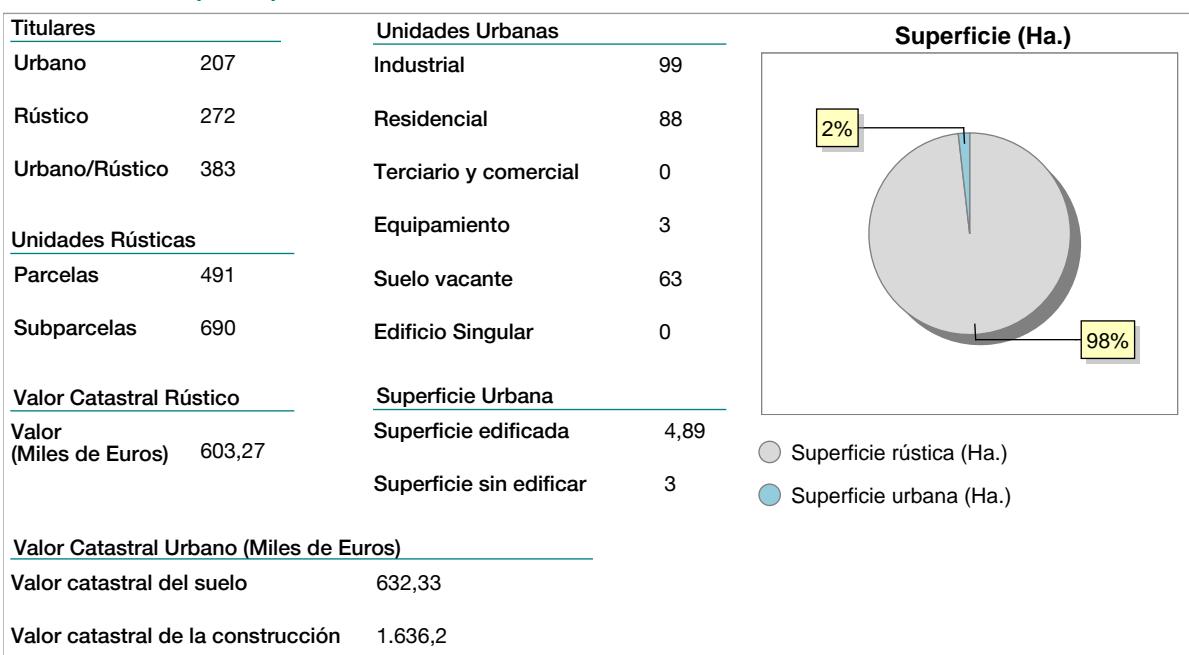 Titulares
Urbano 207
Rústico 272
Urbano/Rústico 383
Unidades Rústicas
Parcelas 491
Subparcelas 690
Valor Catastral Rústico
Valor
(Miles de Euros) 603,27
Unidades Urbanas
Industrial 99
Residencial 88
Terciario y comercial 0
Equipamiento 3
Suelo vacante 63
Edificio Singular 0
Superficie Urbana
Superficie edificada 4,89
Superficie sin edificar 3
Valor Catastral Urbano (Miles de Euros)
Valor catastral del suelo 632,33
Valor catastral de la construcción 1.636,2
Superficie (Ha.)
2%
98%
Superficie rústica (Ha.)
Superficie urbana (Ha.)